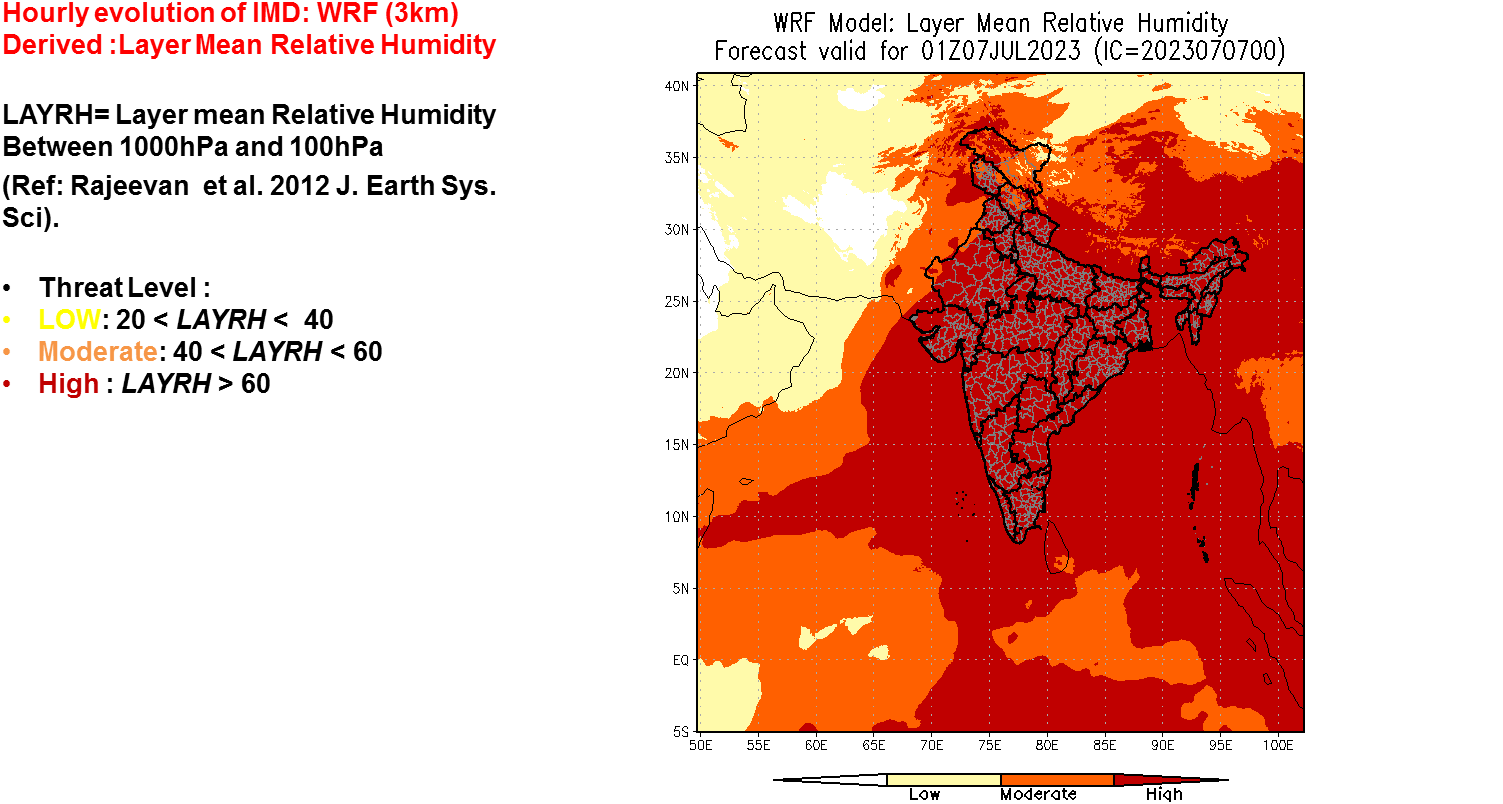 Hourly evolution of IMD: WRF (3km)
Derived :Layer Mean Relative Humidity
LAYRH= Layer mean Relative Humidity
Between 1000hPa and 100hPa
(Ref: Rajeevan et al. 2012 J. Earth Sys.
Sci).
• Threat Level :
• LOW: 20 < LAYRH < 40
• Moderate: 40 < LAYRH < 60
• High : LAYRH > 60
WRF Model: Layer Mean Relative Humidity
Forecast valid for 01Z07JUL2023 (IC=2023070700)
40N
35N
30N
25N
20N
15N
10N
5N
EQ
5S
50E 55E 60E 65E 70E 75E 80E 85E 90E 95E 100E
Low Moderate High